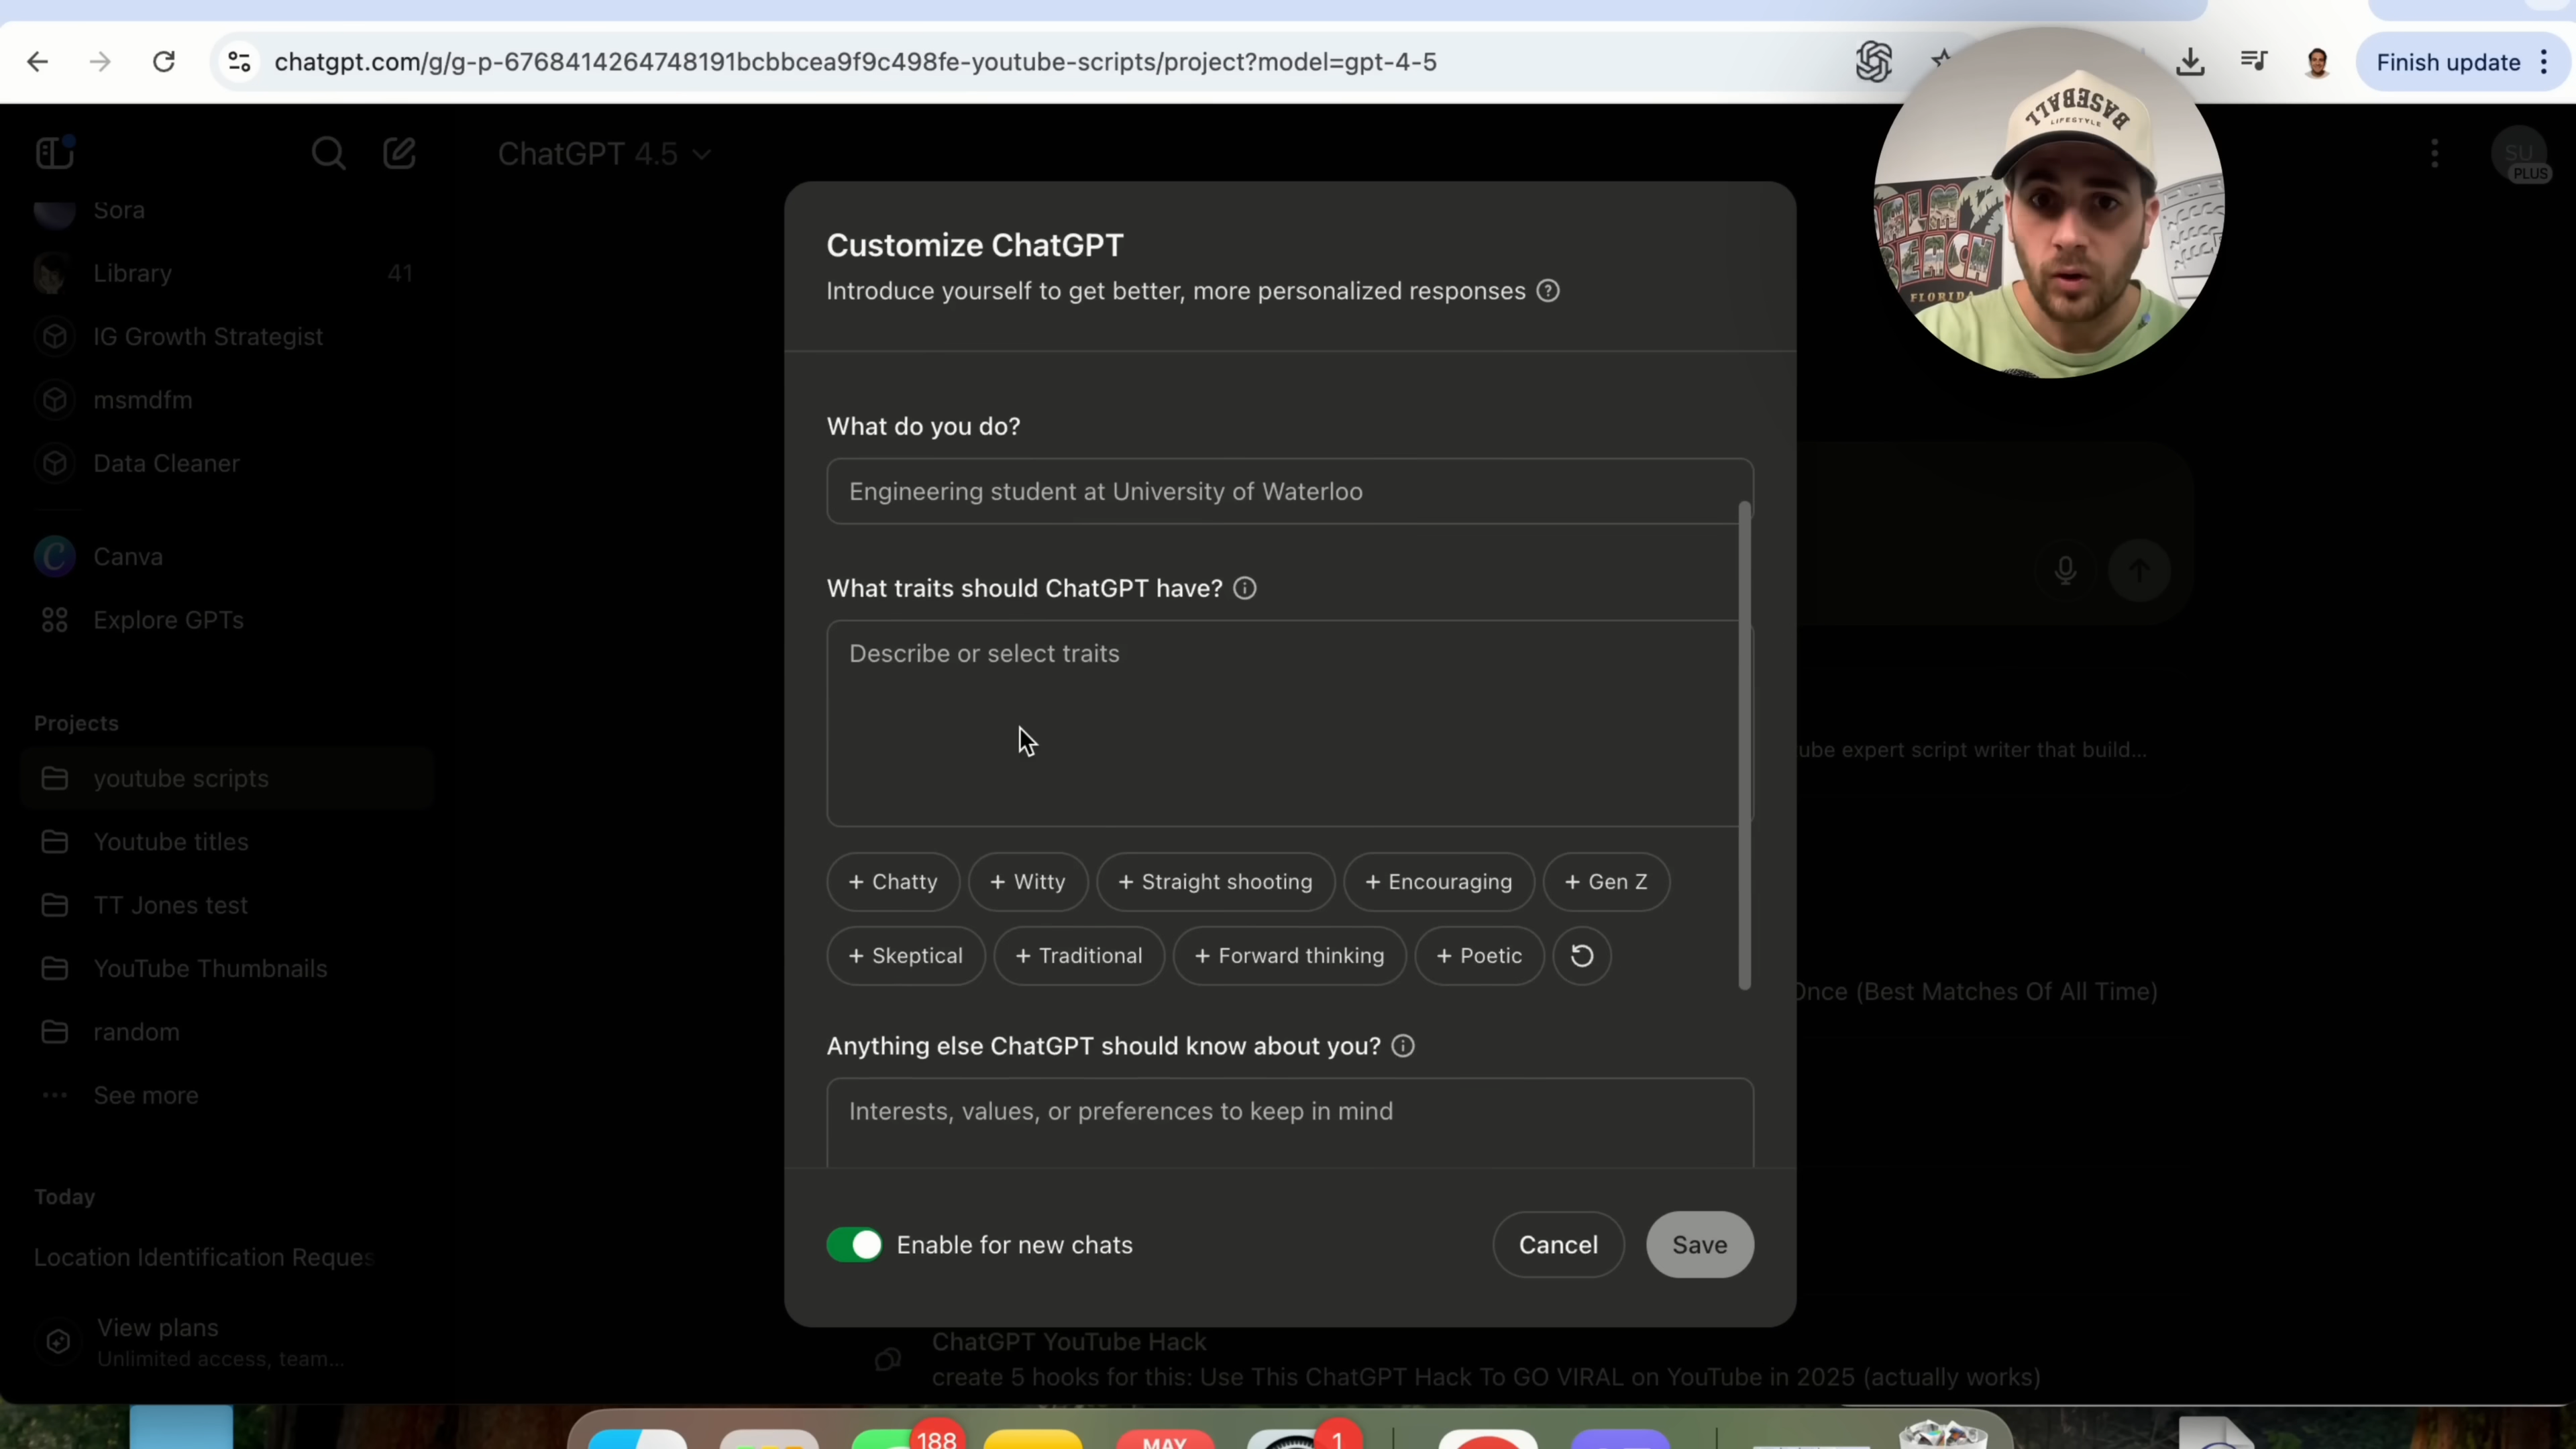 chatgpt.com/g/g-p-6768414264748191bcbbcea9f9c498fe-youtube-scripts/project?model=gpt-4-5
Finish update
BASEBALL
LIFESTYLE
BEACH
FLORIDA
ChatGPT 4.5
SU
PLUS
Sora
Library 41
IG Growth Strategist
msmdfm
Data Cleaner
Canva
Explore GPTs
Projects
youtube scripts
Youtube titles
TT Jones test
YouTube Thumbnails
random
See more
Today
Location Identification Reques
View plans
Unlimited access, team...
Customize ChatGPT
Introduce yourself to get better, more personalized responses
What do you do?
Engineering student at University of Waterloo
What traits should ChatGPT have?
Describe or select traits
+ Chatty + Witty + Straight shooting + Encouraging + Gen Z
+ Skeptical + Traditional + Forward thinking + Poetic
Anything else ChatGPT should know about you?
Interests, values, or preferences to keep in mind
Enable for new chats
Cancel
Save
ube expert script writer that build...
Once (Best Matches Of All Time)
ChatGPT YouTube Hack
create 5 hooks for this: Use This ChatGPT Hack To GO VIRAL on YouTube in 2025 (actually works)
188
MAY
1